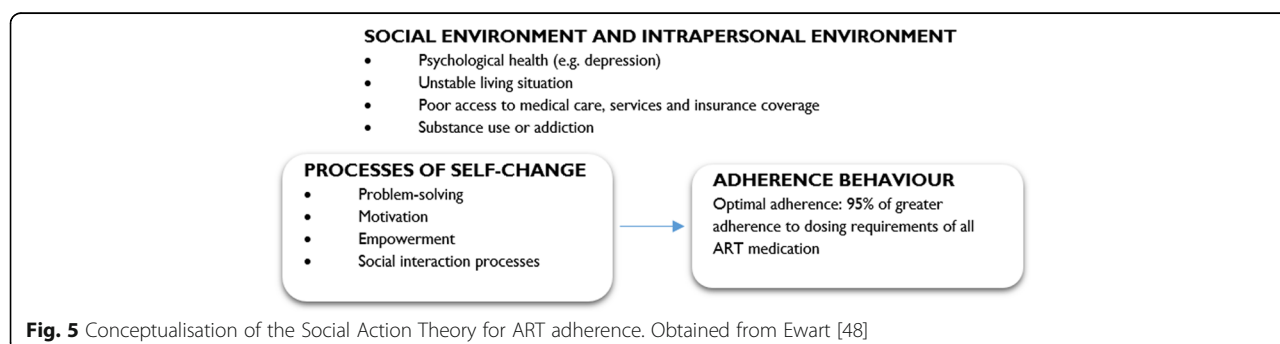 SOCIAL ENVIRONMENT AND INTRAPERSONAL ENVIRONMENT
• Psychological health (e.g. depression)
• Unstable living situation
• Poor access to medical care, services and insurance coverage
• Substance use or addiction
PROCESSES OF SELF-CHANGE
• Problem-solving
• Motivation
• Empowerment
• Social interaction processes
ADHERENCE BEHAVIOUR
Optimal adherence: 95% of greater
adherence to dosing requirements of all
ART medication
Fig. 5 Conceptualisation of the Social Action Theory for ART adherence. Obtained from Ewart [48]